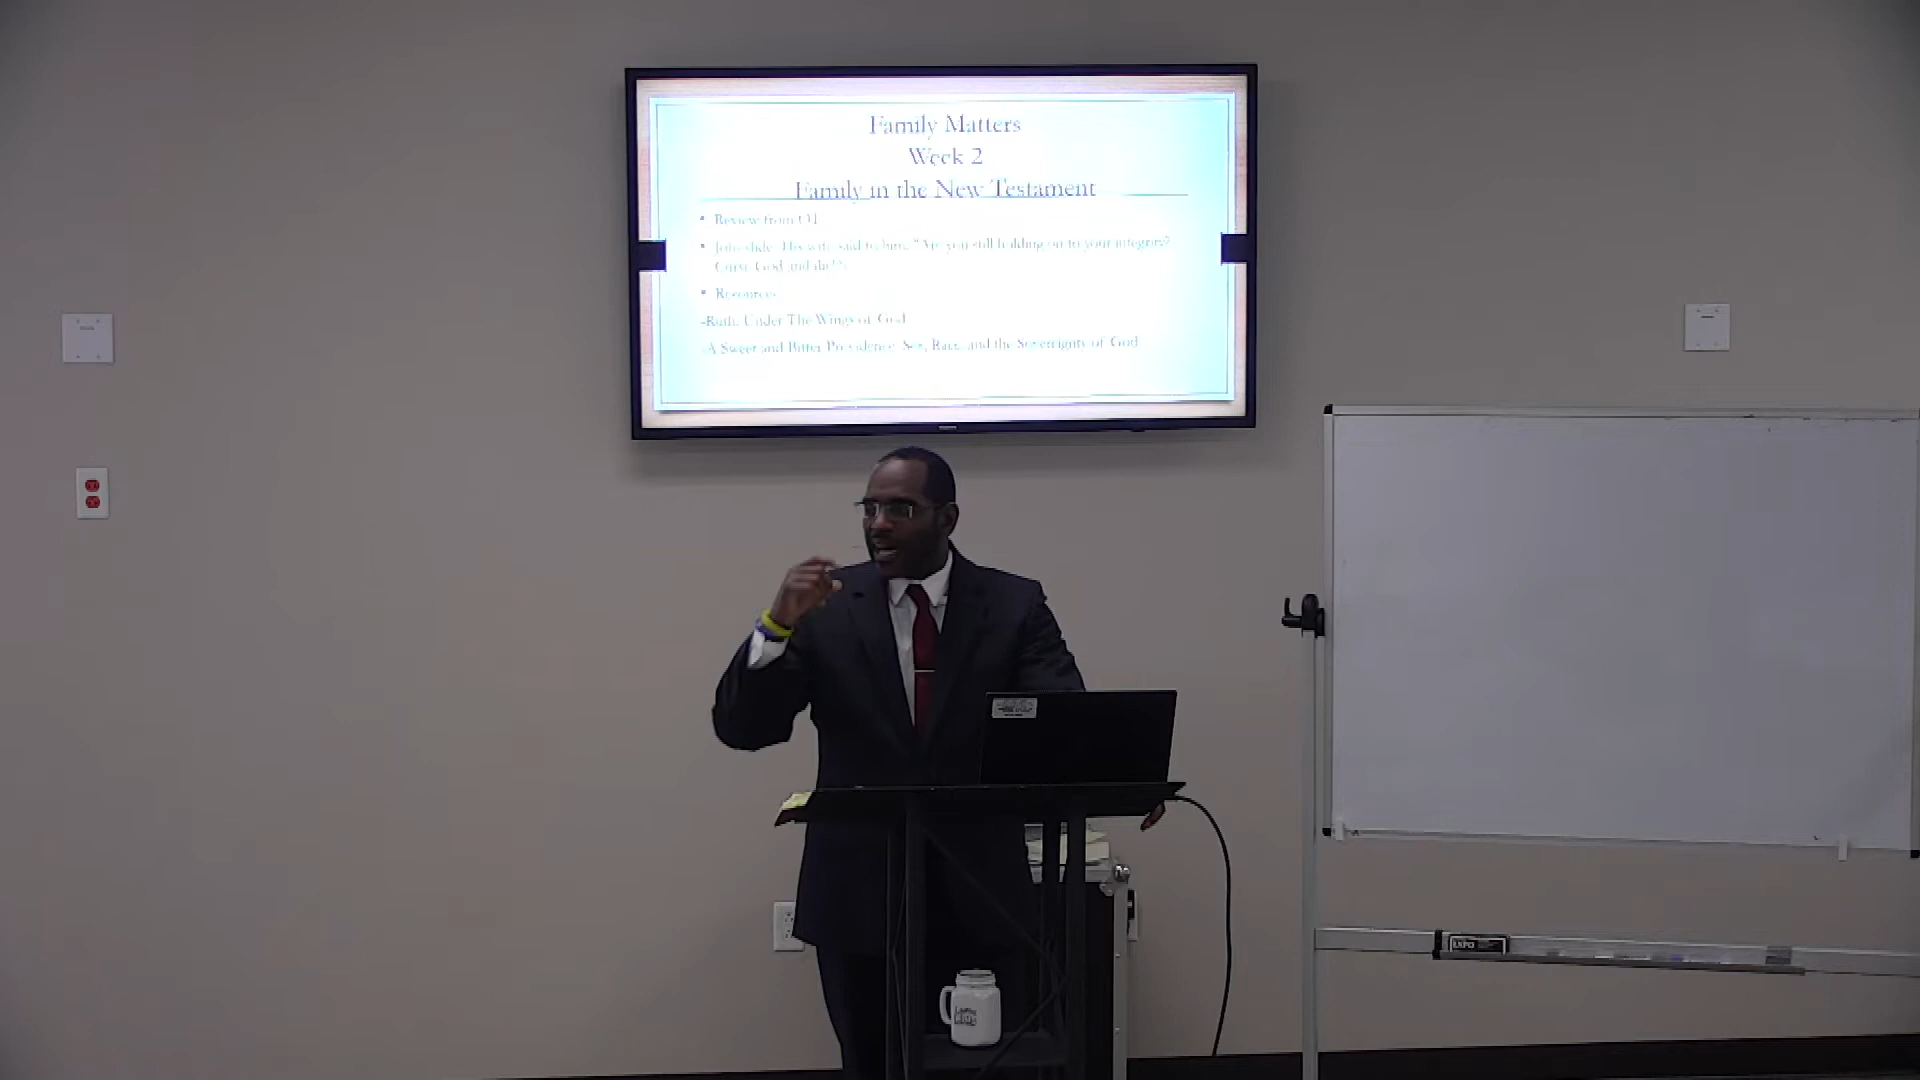 Family Matters
Week 2
Family in the New Testament
• Review from OT
• Job slide- His wife said to him, "Are you still holding on to your integrity?
Curse God and die!"
• Resources
-Ruth: Under The Wings of God
-A Sweet and Bitter Providence: Sex, Race, and the Sovereignty of God
EXPO